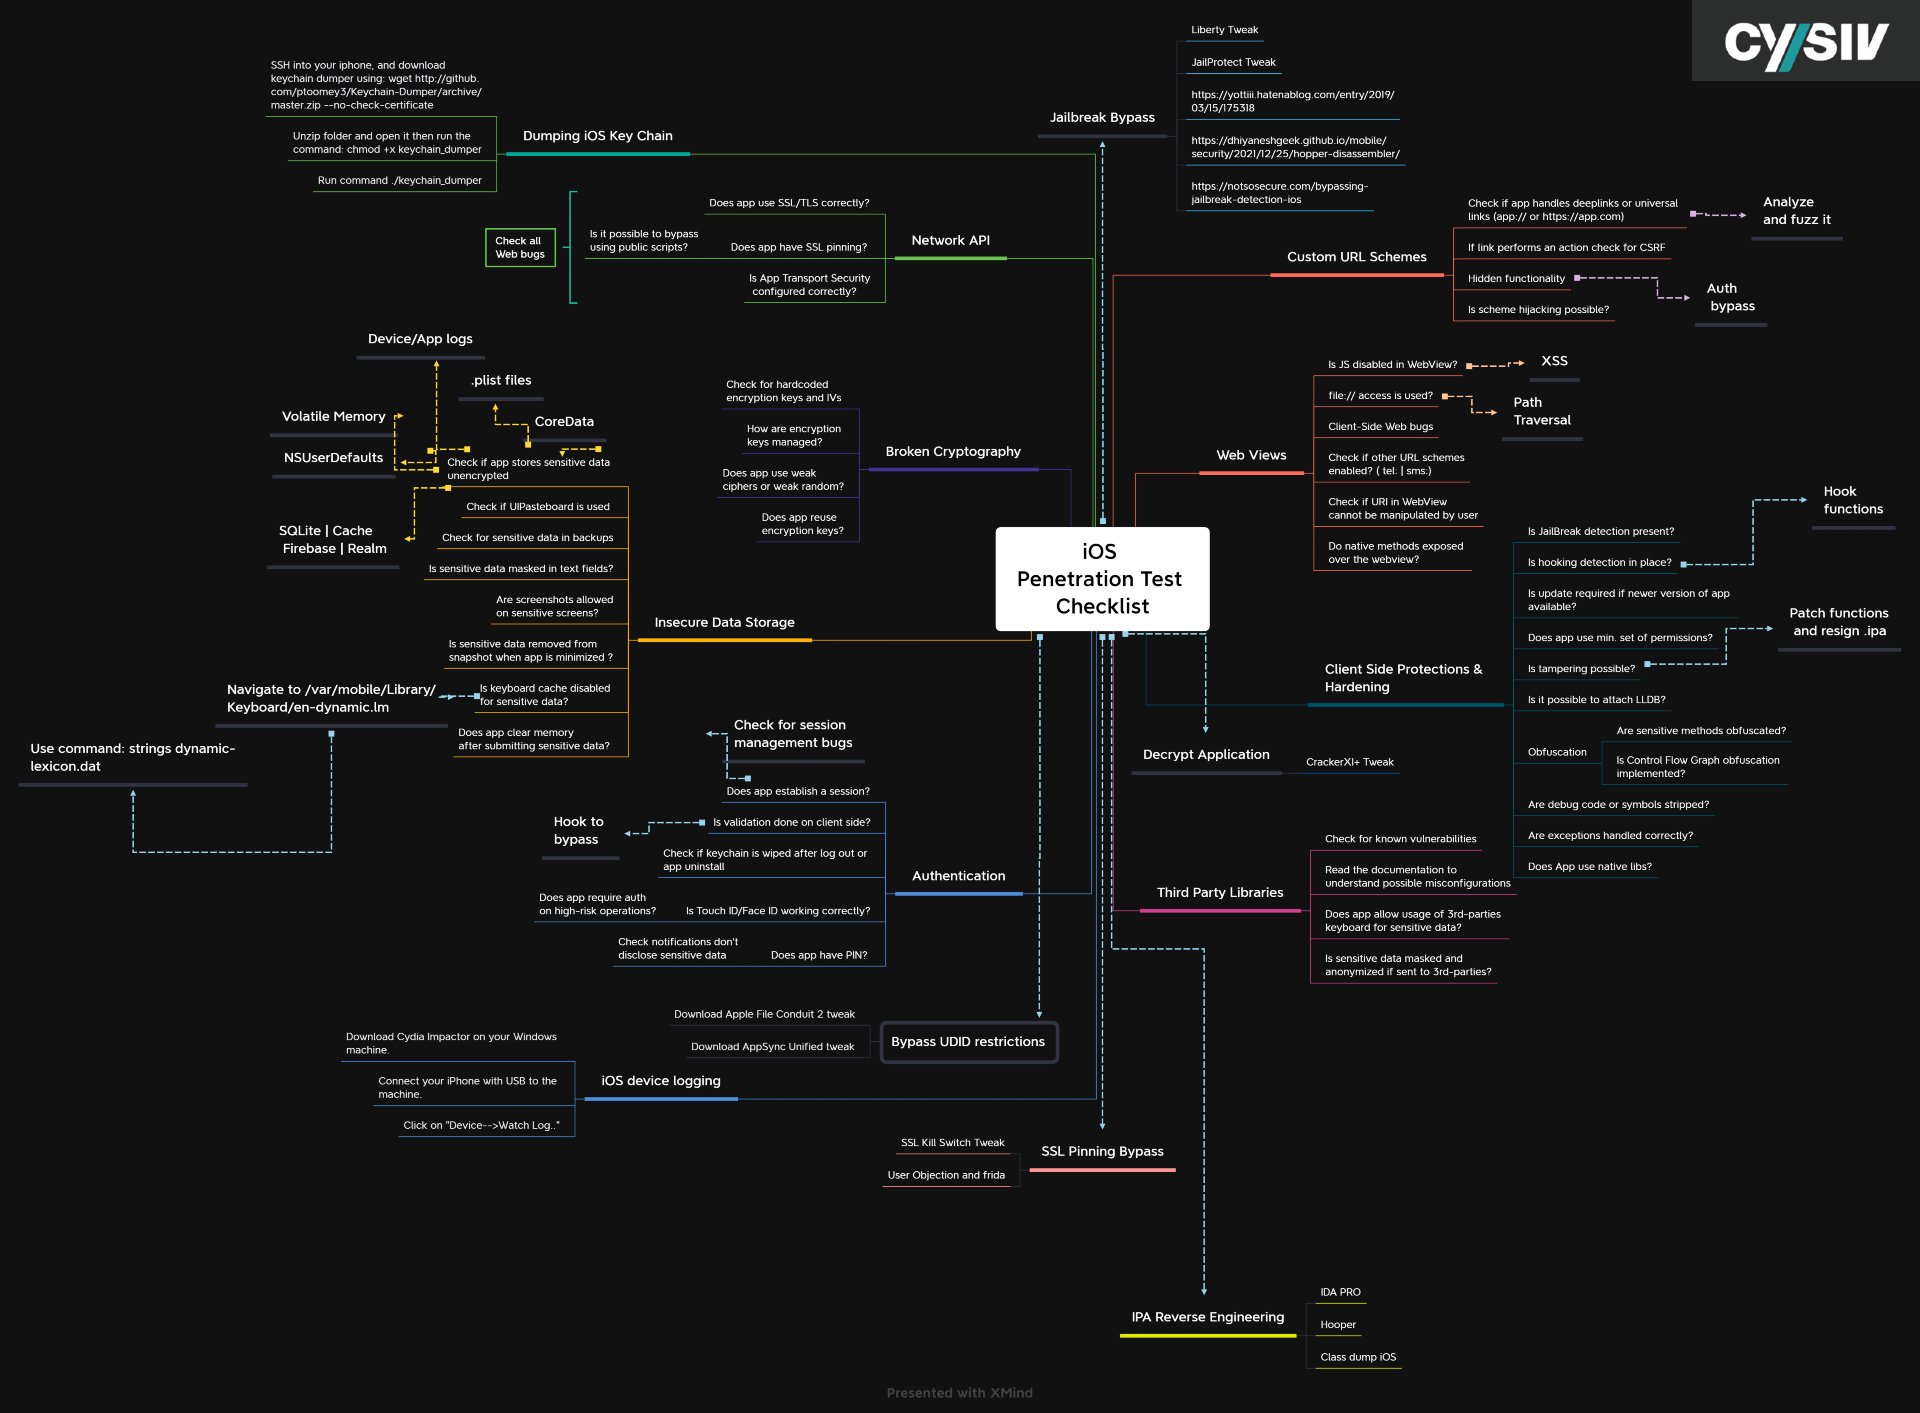 CYSIV
Liberty Tweak
JailProtect Tweak
https://yottiii.hatenablog.com/entry/2019/
03/15/175318
https://dhiyaneshgeek.github.io/mobile/
security/2021/12/25/hopper-disassembler/
https://notsosecure.com/bypassing-
jailbreak-detection-ios
Jailbreak Bypass
SSH into your iphone, and download
keychain dumper using: wget http://github.
com/ptoomey3/Keychain-Dumper/archive/
master.zip --no-check-certificate
Unzip folder and open it then run the
command: chmod +x keychain_dumper
Run command ./keychain_dumper
Dumping iOS Key Chain
Does app use SSL/TLS correctly?
Is it possible to bypass
using public scripts?
Does app have SSL pinning?
Is App Transport Security
configured correctly?
Network API
Check all
Web bugs
Check if app handles deeplinks or universal
links (app:// or https://app.com)
If link performs an action check for CSRF
Hidden functionality
Is scheme hijacking possible?
Custom URL Schemes
Analyze
and fuzz it
Auth
bypass
Device/App logs
.plist files
Volatile Memory
CoreData
NSUserDefaults
Check if app stores sensitive data
unencrypted
SQLite | Cache
Firebase | Realm
Check if UIPasteboard is used
Check for sensitive data in backups
Is sensitive data masked in text fields?
Are screenshots allowed
on sensitive screens?
Is sensitive data removed from
snapshot when app is minimized ?
Is keyboard cache disabled
for sensitive data?
Does app clear memory
after submitting sensitive data?
Insecure Data Storage
Navigate to /var/mobile/Library/
Keyboard/en-dynamic.lm
Use command: strings dynamic-
lexicon.dat
Check for hardcoded
encryption keys and IVs
How are encryption
keys managed?
Does app use weak
ciphers or weak random?
Does app reuse
encryption keys?
Broken Cryptography
Is JS disabled in WebView?
file:// access is used?
Client-Side Web bugs
Check if other URL schemes
enabled? ( tel: | sms:)
Check if URI in WebView
cannot be manipulated by user
Do native methods exposed
over the webview?
Web Views
XSS
Path
Traversal
iOS
Penetration Test
Checklist
Is JailBreak detection present?
Is hooking detection in place?
Is update required if newer version of app
available?
Does app use min. set of permissions?
Is tampering possible?
Is it possible to attach LLDB?
Obfuscation
Are sensitive methods obfuscated?
Is Control Flow Graph obfuscation
implemented?
Are debug code or symbols stripped?
Are exceptions handled correctly?
Does App use native libs?
Client Side Protections &
Hardening
Hook
functions
Patch functions
and resign .ipa
Decrypt Application
CrackerXI+ Tweak
Check for session
management bugs
Does app establish a session?
Hook to
bypass
Is validation done on client side?
Check if keychain is wiped after log out or
app uninstall
Does app require auth
on high-risk operations?
Is Touch ID/Face ID working correctly?
Check notifications don't
disclose sensitive data
Does app have PIN?
Authentication
Check for known vulnerabilities
Read the documentation to
understand possible misconfigurations
Does app allow usage of 3rd-parties
keyboard for sensitive data?
Is sensitive data masked and
anonymized if sent to 3rd-parties?
Third Party Libraries
Download Apple File Conduit 2 tweak
Download AppSync Unified tweak
Bypass UDID restrictions
Download Cydia Impactor on your Windows
machine.
Connect your iPhone with USB to the
machine.
Click on "Device-->Watch Log.."
iOS device logging
SSL Kill Switch Tweak
User Objection and frida
SSL Pinning Bypass
IDA PRO
Hooper
Class dump iOS
IPA Reverse Engineering
Presented with XMind